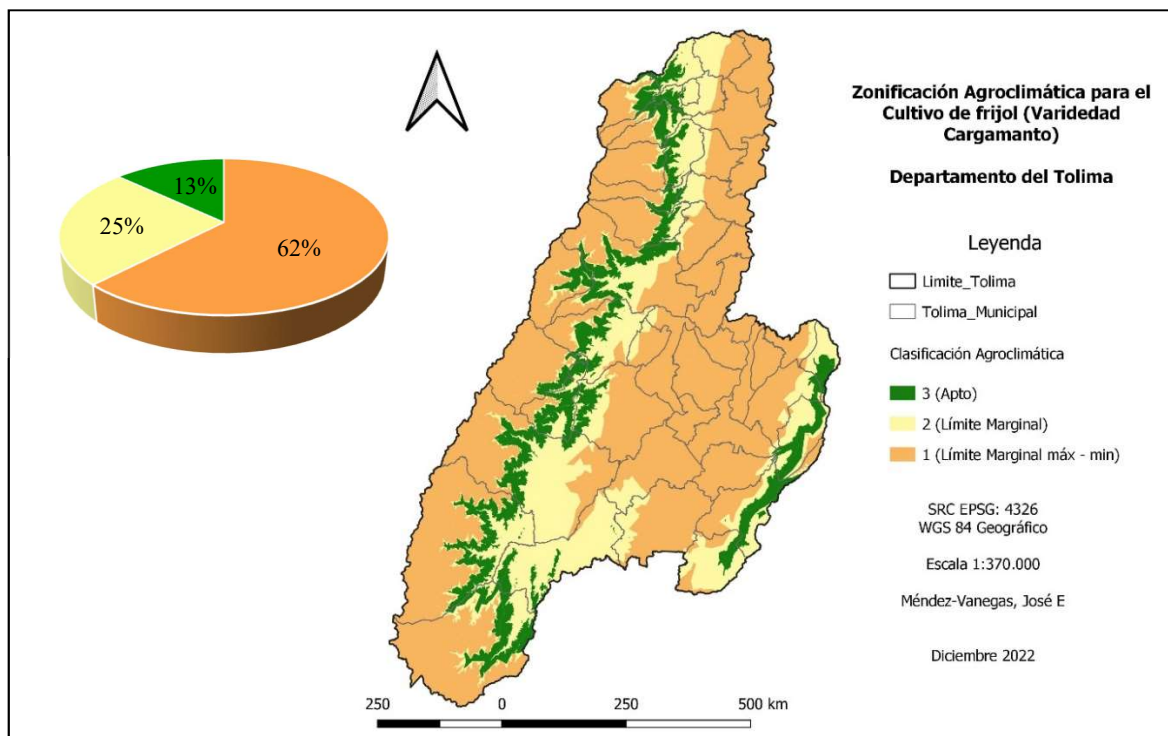 Zonificación Agroclimática para el
Cultivo de frijol (Varidedad
Cargamanto)
Departamento del Tolima
13%
25%
62%
Leyenda
Limite_Tolima
Tolima_Municipal
Clasificación Agroclimática
3 (Apto)
2 (Límite Marginal)
1 (Límite Marginal máx - min)
SRC EPSG: 4326
WGS 84 Geográfico
Escala 1:370.000
Méndez-Vanegas, José E
Diciembre 2022
250 0 250 500 km